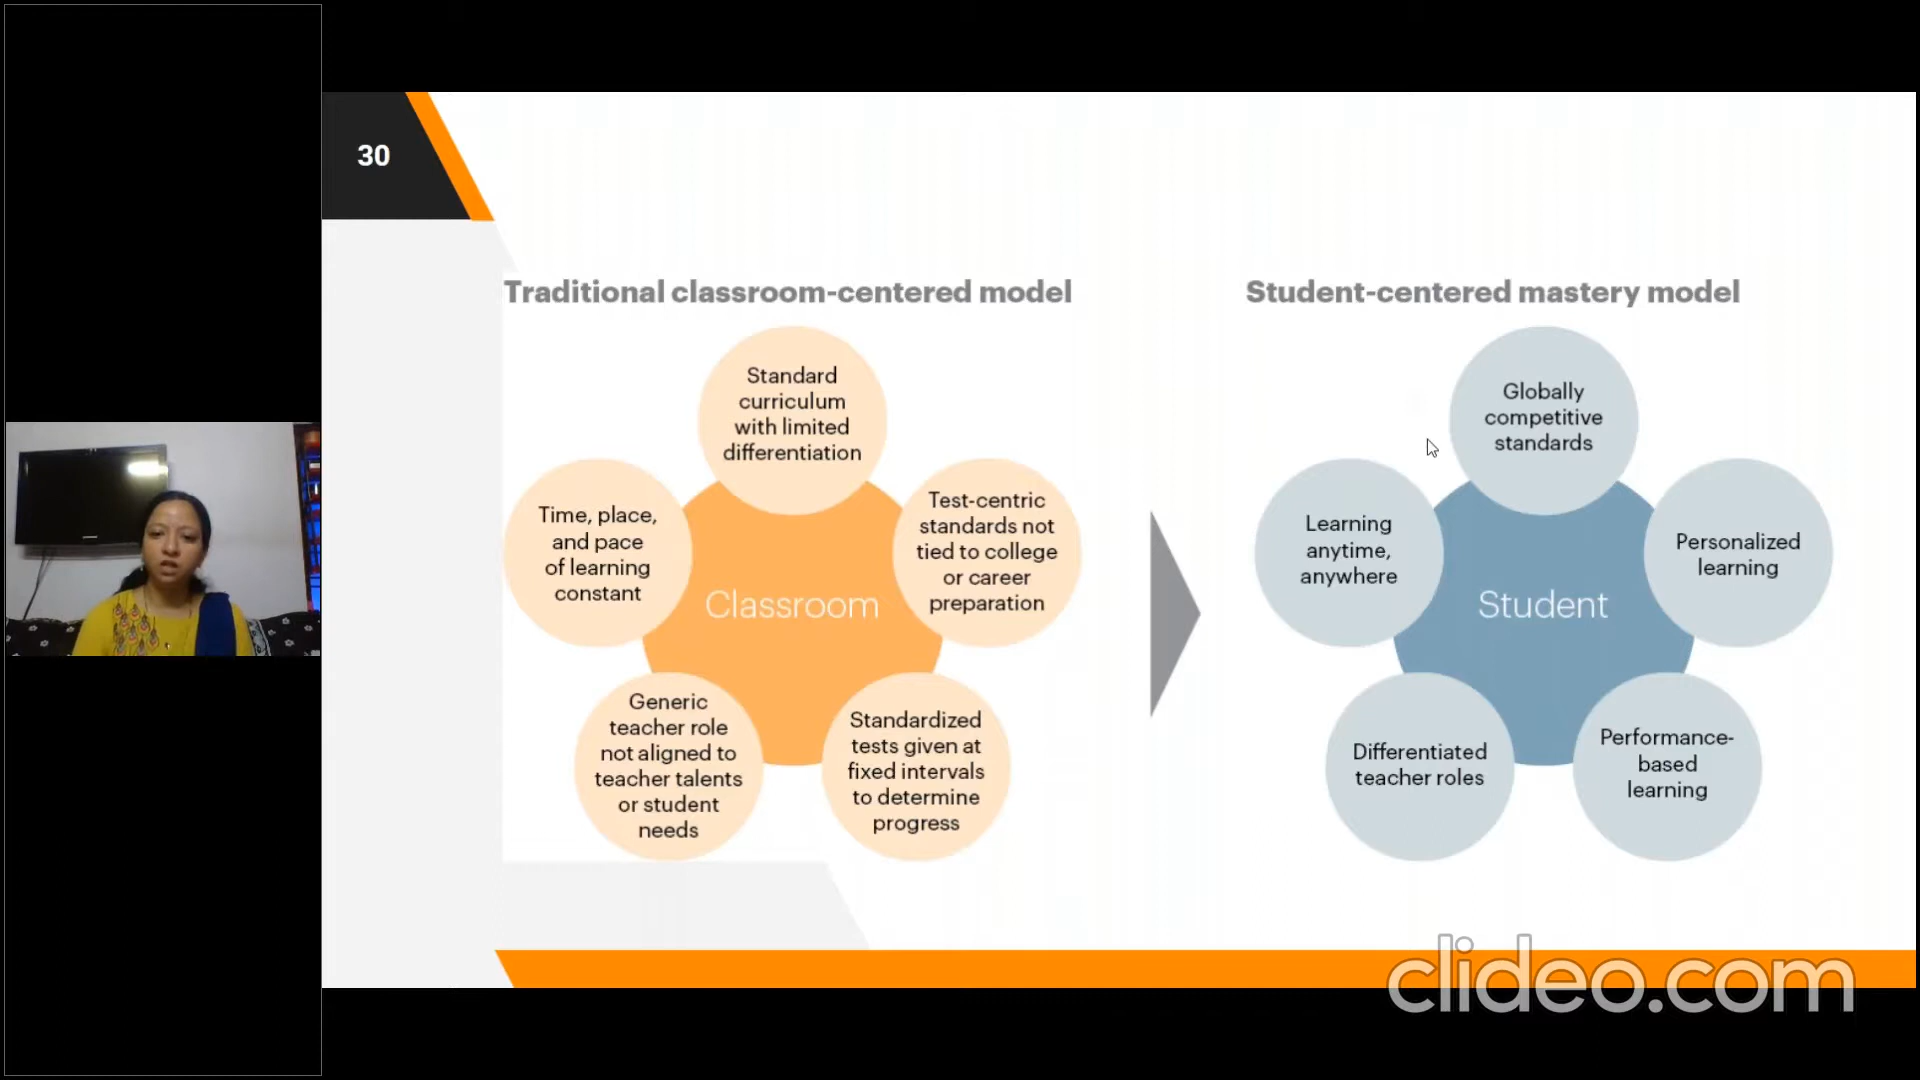 30
Traditional classroom-centered model
Standard
curriculum
with limited
differentiation
Time, place,
and pace
of learning
constant
Test-centric
standards not
tied to college
or career
preparation
Classroom
Generic
teacher role
not aligned to
teacher talents
or student
needs
Standardized
tests given at
fixed intervals
to determine
progress
Student-centered mastery model
Globally
competitive
standards
Learning
anytime,
anywhere
Personalized
learning
Student
Differentiated
teacher roles
Performance-
based
learning
clideo.com